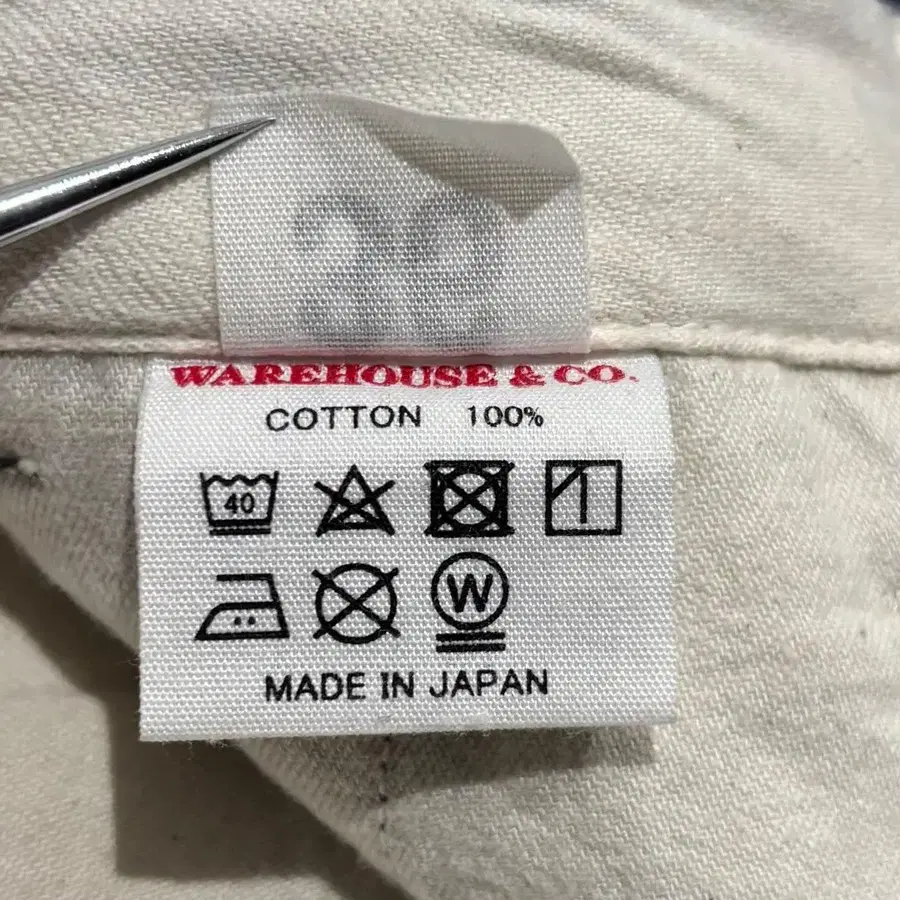 WAREHOUSE & CO.
COTTON 100%
40
W
MADE IN JAPAN